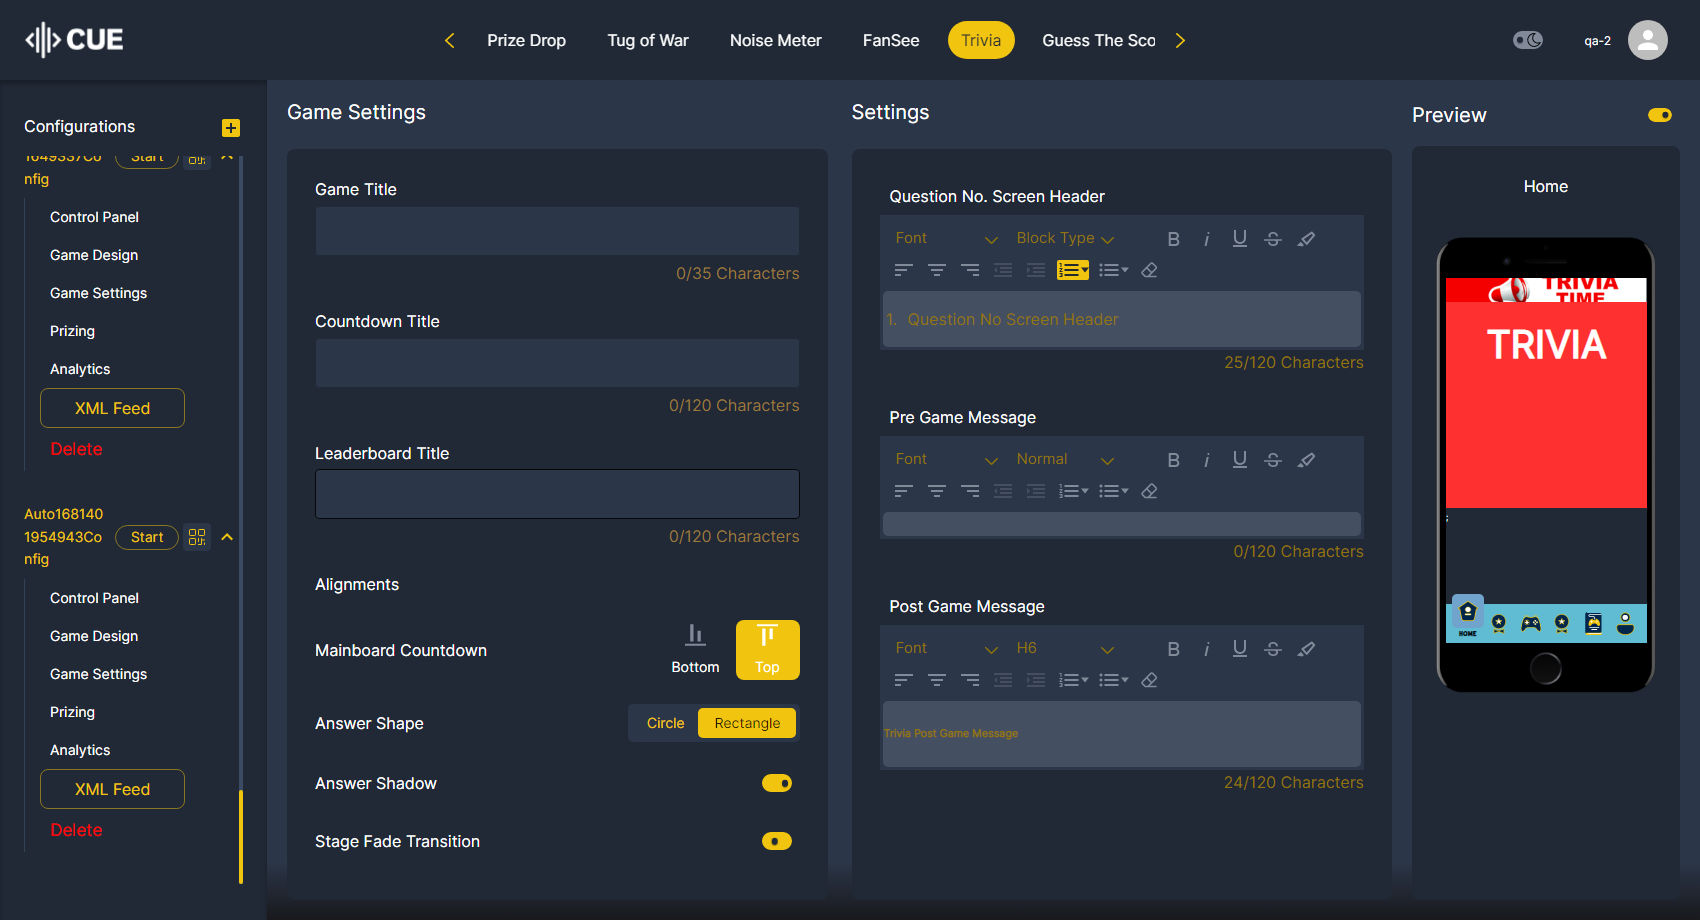 CUE
Prize Drop
Tug of War
Noise Meter
FanSee
Trivia
Guess The Sco
qa-2
Configurations
1649337Co
nfig
Start
Control Panel
Game Design
Game Settings
Prizing
Analytics
XML Feed
Delete
Auto168140
1954943Co
nfig
Start
Control Panel
Game Design
Game Settings
Prizing
Analytics
XML Feed
Delete
Game Settings
Game Title
0/35 Characters
Countdown Title
0/120 Characters
Leaderboard Title
0/120 Characters
Alignments
Mainboard Countdown
Bottom
Top
Answer Shape
Circle
Rectangle
Answer Shadow
Stage Fade Transition
Settings
Question No. Screen Header
Font
Block Type
B i U S
1. Question No Screen Header
25/120 Characters
Pre Game Message
Font
Normal
B i U S
0/120 Characters
Post Game Message
Font
H6
B i U S
Trivia Post Game Message
24/120 Characters
Preview
Home
TRIVIA
TIME
TRIVIA
;
HOME